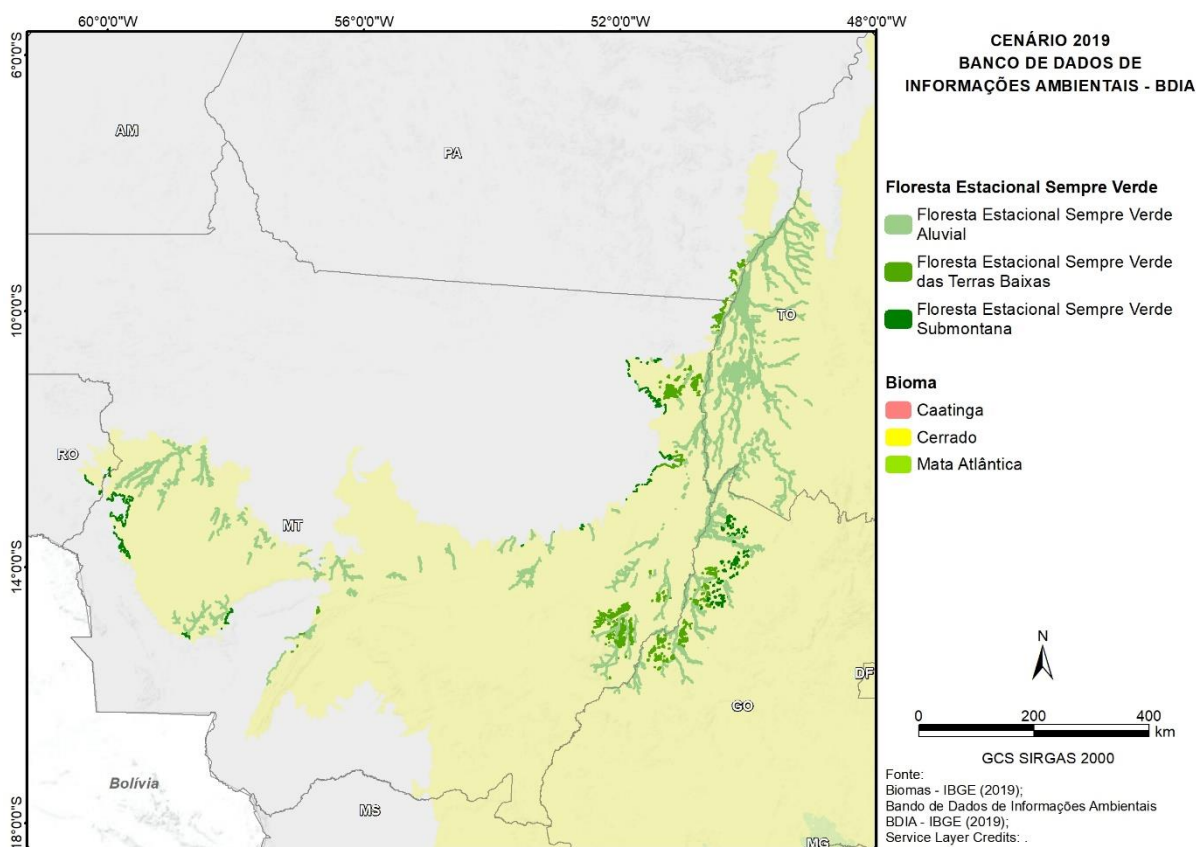 60°0'0"W
56°0'0"W
52°0'0"W
48°0'0"W
6°0'0"S
10°0'0"S
14°0'0"S
18°0'0"S
AM
PA
TO
RO
MT
DF
GO
Bolívia
MS
MG
CENÁRIO 2019
BANCO DE DADOS DE
INFORMAÇÕES AMBIENTAIS - BDIA
Floresta Estacional Sempre Verde
Floresta Estacional Sempre Verde
Aluvial
Floresta Estacional Sempre Verde
das Terras Baixas
Floresta Estacional Sempre Verde
Submontana
Bioma
Caatinga
Cerrado
Mata Atlântica
N
0 200 400
km
GCS SIRGAS 2000
Fonte:
Biomas - IBGE (2019);
Bando de Dados de Informações Ambientais
BDIA - IBGE (2019);
Service Layer Credits: .